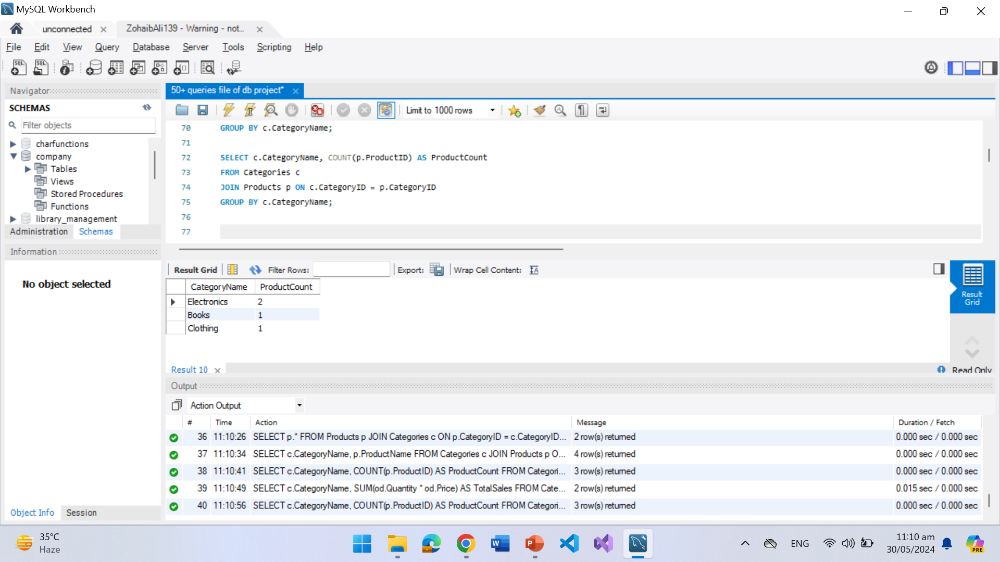 MySQL Workbench
unconnected
ZohaibAli139 - Warning - not...
File Edit View Query Database Server Tools Scripting Help
Navigator
SCHEMAS
Filter objects
charfunctions
company
Tables
Views
Stored Procedures
Functions
library_management
Administration Schemas
Information
No object selected
Object Info Session
50+ queries file of db project*
Limit to 1000 rows
70 GROUP BY c.CategoryName;
71
72 SELECT c.CategoryName, COUNT(p.ProductID) AS ProductCount
73 FROM Categories c
74 JOIN Products p ON c.CategoryID = p.CategoryID
75 GROUP BY c.CategoryName;
76
77
Result Grid Filter Rows: Export: Wrap Cell Content:
CategoryName ProductCount
Electronics 2
Books 1
Clothing 1
Result Grid
Result 10
Read Only
Output
Action Output
# Time Action Message Duration / Fetch
36 11:10:26 SELECT p.* FROM Products p JOIN Categories c ON p.CategoryID = c.CategoryID... 2 row(s) returned 0.000 sec / 0.000 sec
37 11:10:34 SELECT c.CategoryName, p.ProductName FROM Categories c JOIN Products p O... 4 row(s) returned 0.000 sec / 0.000 sec
38 11:10:41 SELECT c.CategoryName, COUNT(p.ProductID) AS ProductCount FROM Categori... 3 row(s) returned 0.000 sec / 0.000 sec
39 11:10:49 SELECT c.CategoryName, SUM(od.Quantity * od.Price) AS TotalSales FROM Cate... 2 row(s) returned 0.015 sec / 0.000 sec
40 11:10:56 SELECT c.CategoryName, COUNT(p.ProductID) AS ProductCount FROM Categori... 3 row(s) returned 0.000 sec / 0.000 sec
35°C
Haze
ENG
11:10 am
30/05/2024
PRE